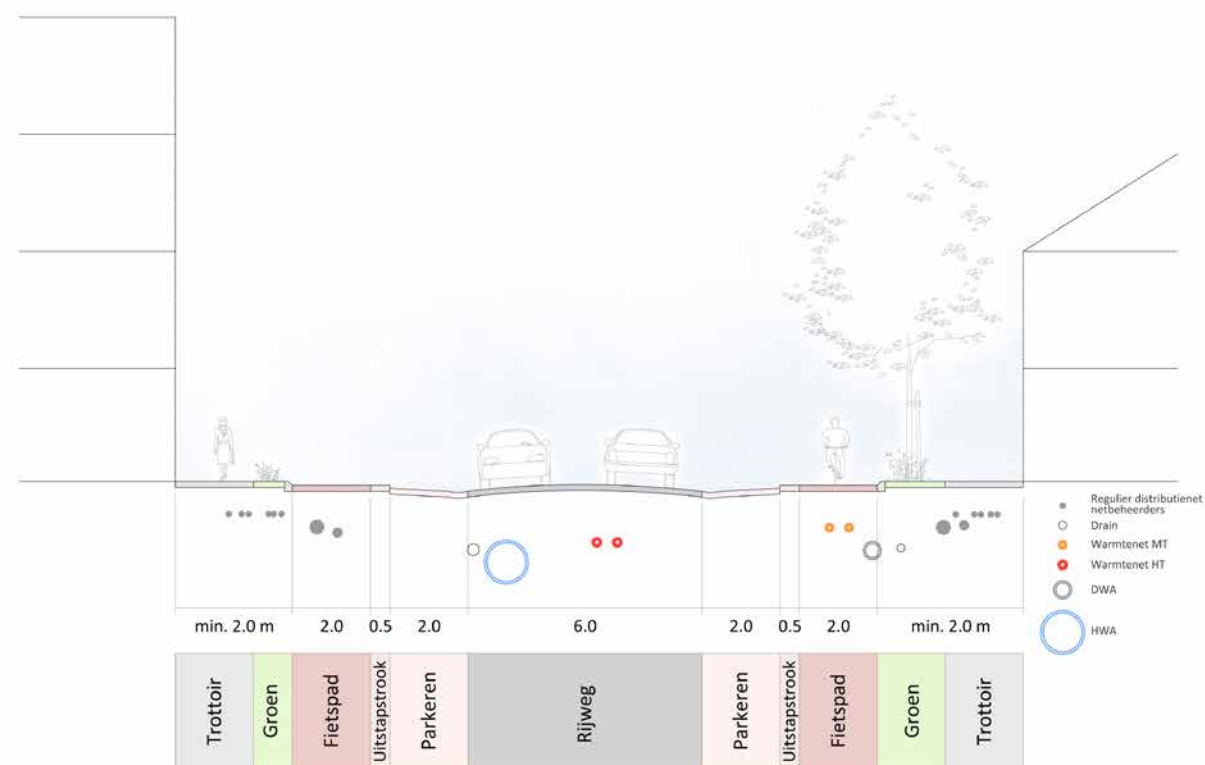 Regulier distributienet
netbeheerders
Drain
Warmtenet MT
Warmtenet HT
DWA
HWA
min. 2.0 m 2.0 0.5 2.0 6.0 2.0 0.5 2.0 min. 2.0 m
Trottoir
Groen
Fietspad
Uitstapstrook
Parkeren
Rijweg
Parkeren
Uitstapstrook
Fietspad
Groen
Trottoir